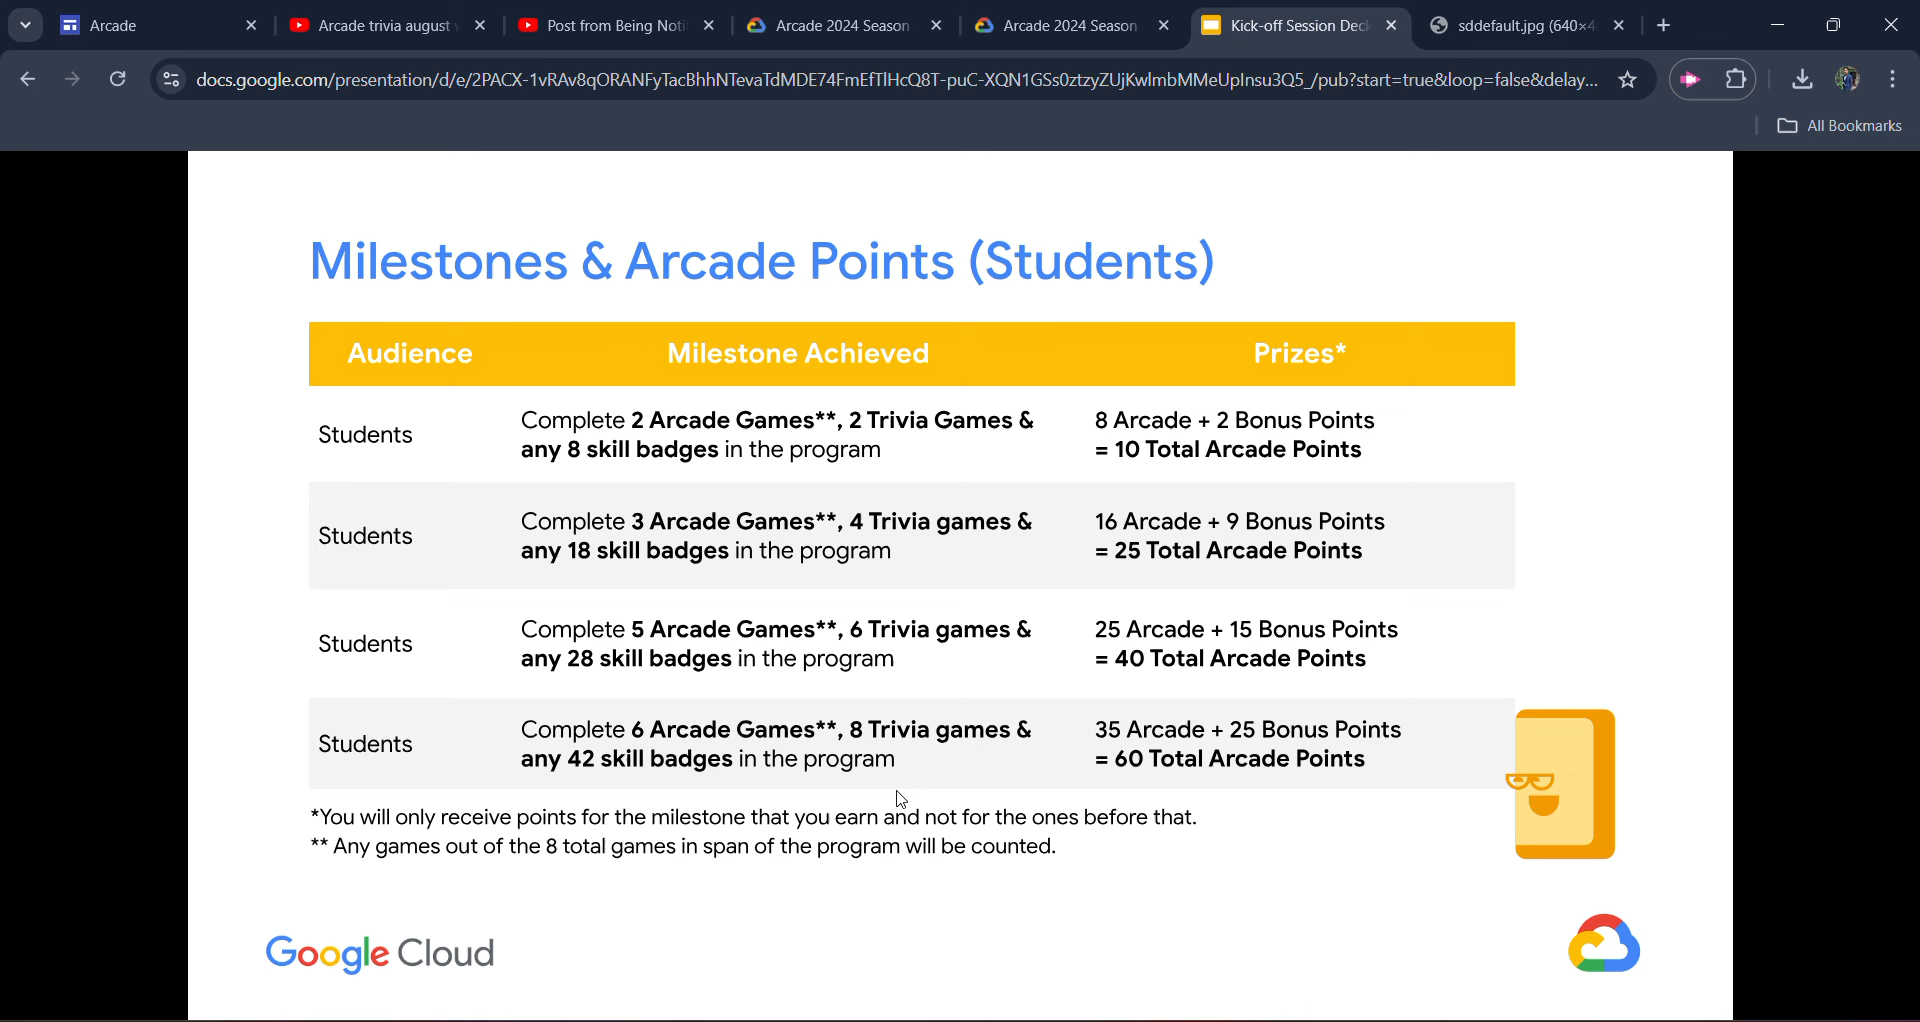 Arcade
Arcade trivia august
Post from Being Noti
Arcade 2024 Season
Arcade 2024 Season
Kick-off Session Dec
sddefault.jpg (640×4
docs.google.com/presentation/d/e/2PACX-1vRAv8qORANFyTacBhhNTevaTdMDE74FmEfTlHcQ8T-puC-XQN1GSs0ztzyZUjKwlmbMMeUpInsu3Q5_/pub?start=true&loop=false&delay...
All Bookmarks
Milestones & Arcade Points (Students)
Audience Milestone Achieved Prizes*
Students
Complete 2 Arcade Games**, 2 Trivia Games &
any 8 skill badges in the program
8 Arcade + 2 Bonus Points
= 10 Total Arcade Points
Students
Complete 3 Arcade Games**, 4 Trivia games &
any 18 skill badges in the program
16 Arcade + 9 Bonus Points
= 25 Total Arcade Points
Students
Complete 5 Arcade Games**, 6 Trivia games &
any 28 skill badges in the program
25 Arcade + 15 Bonus Points
= 40 Total Arcade Points
Students
Complete 6 Arcade Games**, 8 Trivia games &
any 42 skill badges in the program
35 Arcade + 25 Bonus Points
= 60 Total Arcade Points
*You will only receive points for the milestone that you earn and not for the ones before that.
** Any games out of the 8 total games in span of the program will be counted.
Google Cloud